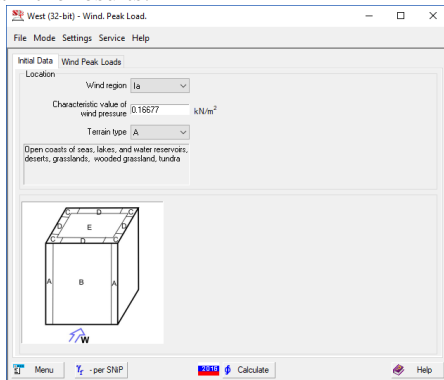 West (32-bit) - Wind. Peak Load.
File Mode Settings Service Help
Initial Data Wind Peak Loads
Location
Wind region Ia
Characteristic value of
wind pressure 0.16677 kN/m²
Terrain type A
Open coasts of seas, lakes, and water reservoirs,
deserts, grasslands, wooded grassland, tundra
C D C
D E D
C D C
A B A
W
Menu γf - per SNiP 2016 Calculate Help